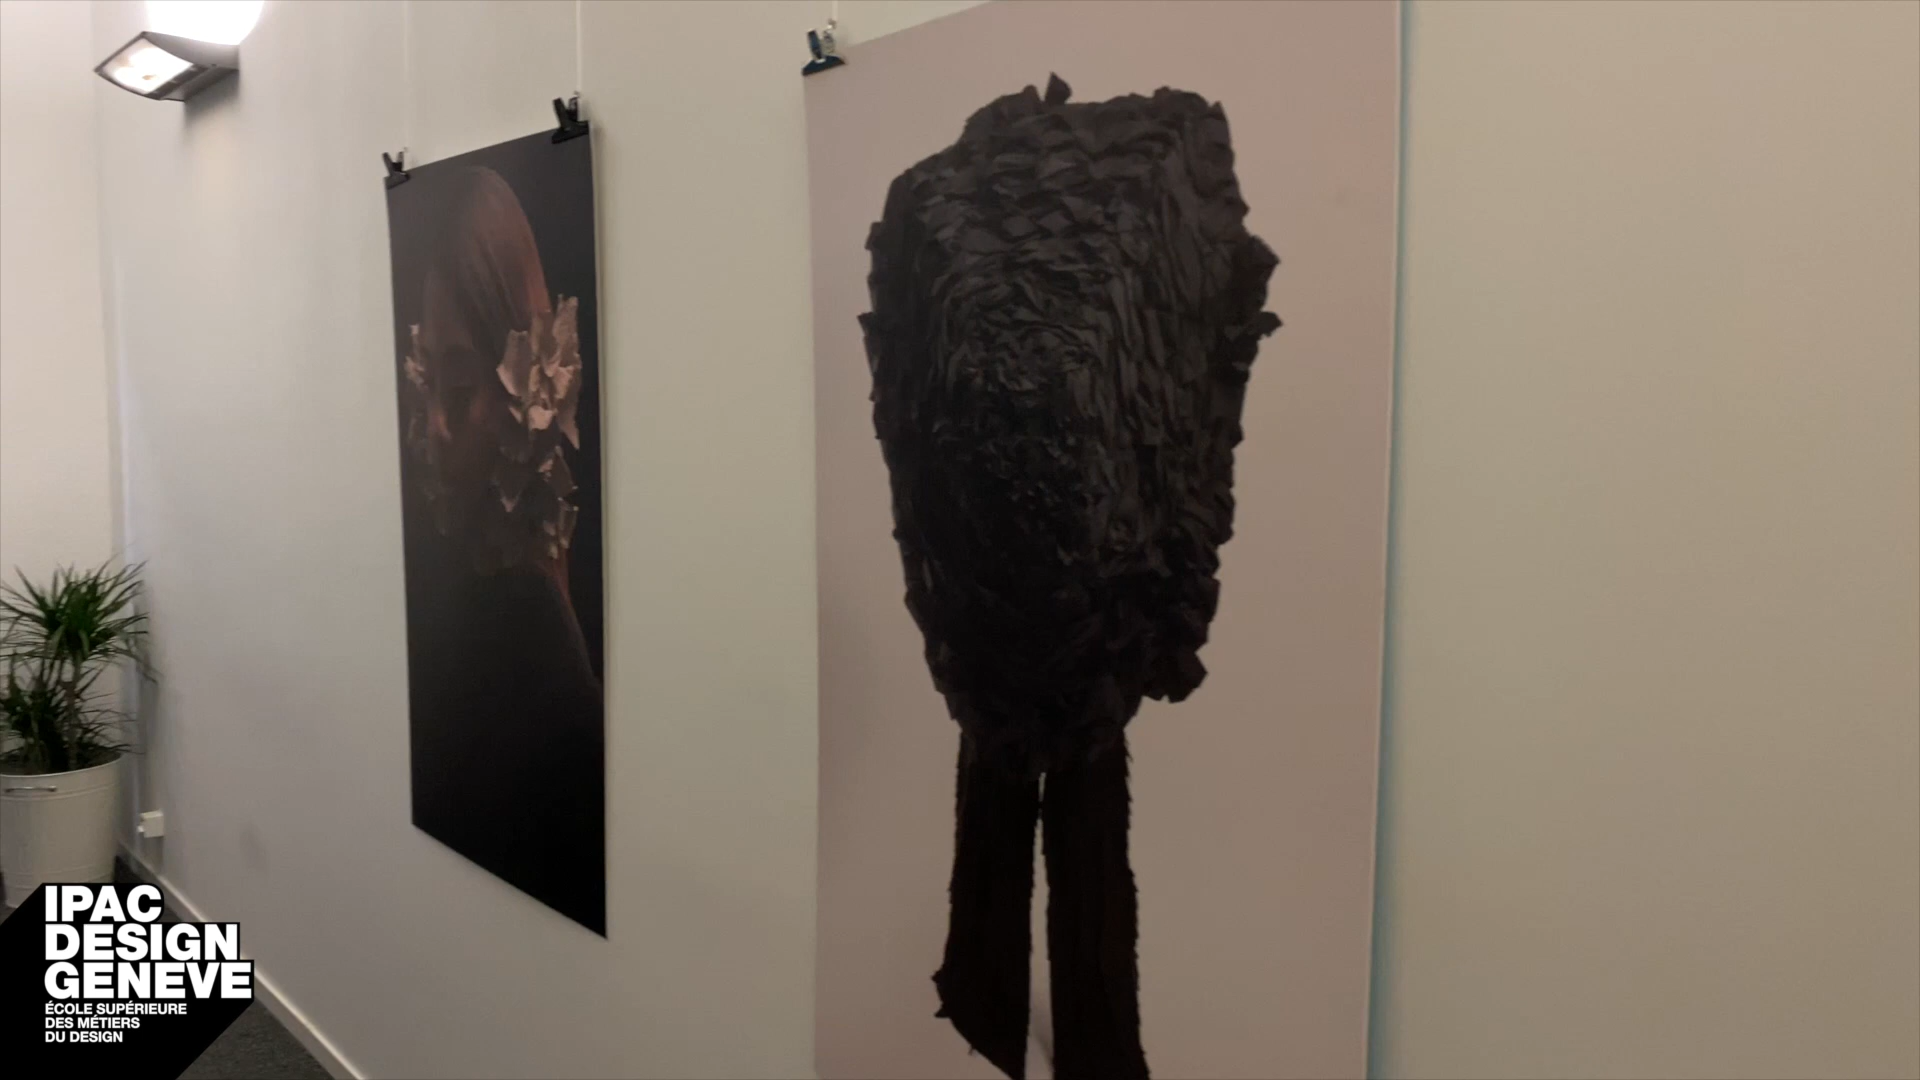 IPAC
DESIGN
GENEVE
ÉCOLE SUPÉRIEURE
DES MÉTIERS
DU DESIGN